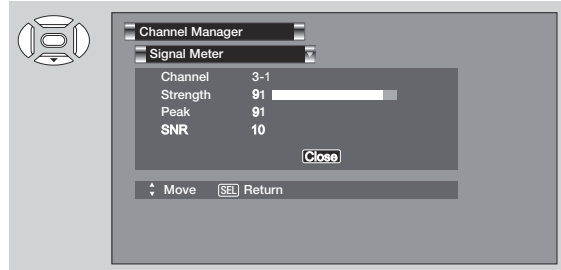 Channel Manager
Signal Meter
Channel 3-1
Strength 91
Peak 91
SNR 10
Close
Move SEL Return